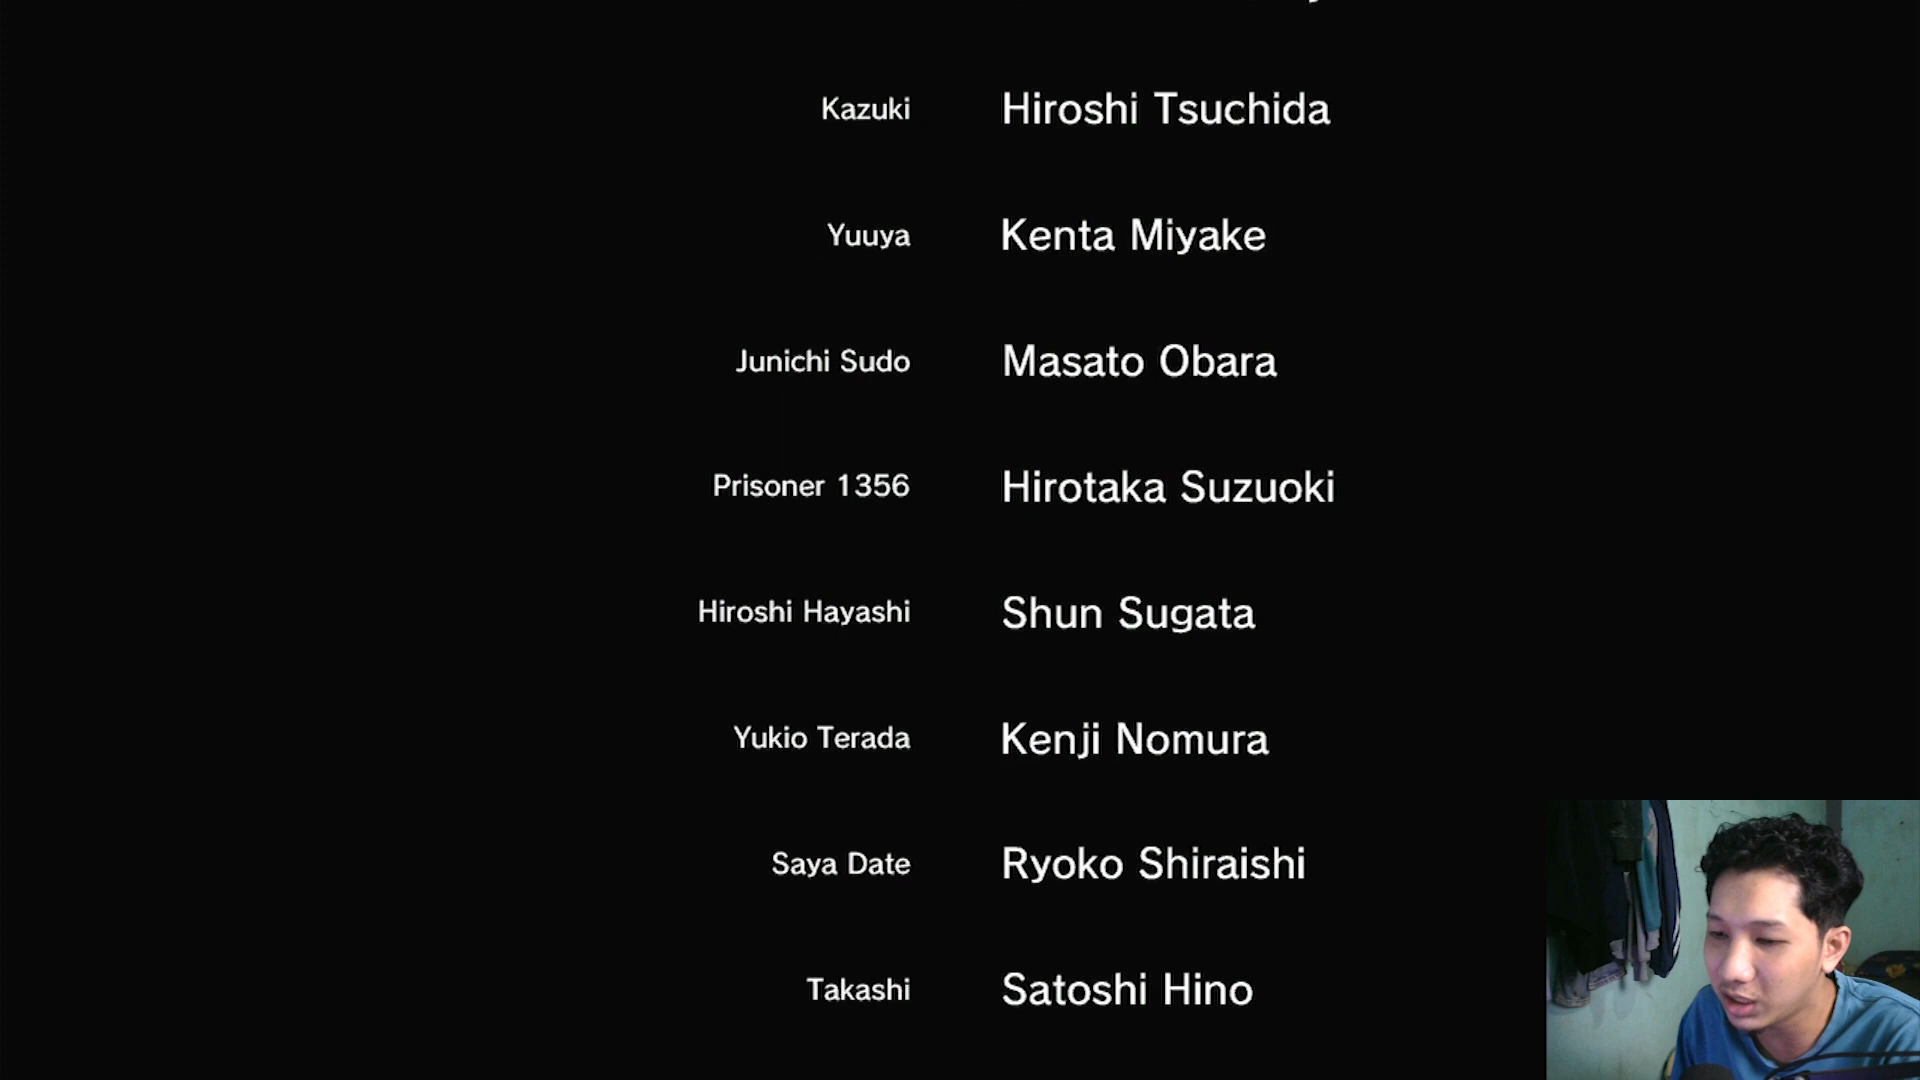 Kazuki Hiroshi Tsuchida
Yuuya Kenta Miyake
Junichi Sudo Masato Obara
Prisoner 1356 Hirotaka Suzuoki
Hiroshi Hayashi Shun Sugata
Yukio Terada Kenji Nomura
Saya Date Ryoko Shiraishi
Takashi Satoshi Hino